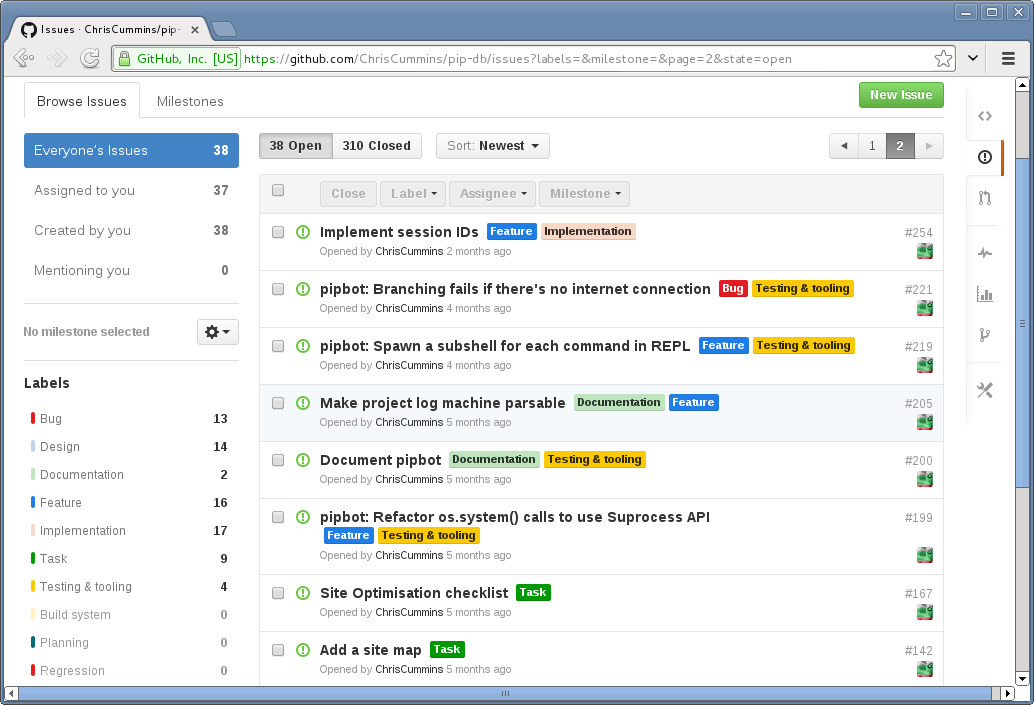 Issues · ChrisCummins/pip-
GitHub, Inc. [US] https://github.com/ChrisCummins/pip-db/issues?labels=&milestone=&page=2&state=open
Browse Issues Milestones New Issue
Everyone's Issues 38
Assigned to you 37
Created by you 38
Mentioning you 0
No milestone selected
Labels
Bug 13
Design 14
Documentation 2
Feature 16
Implementation 17
Task 9
Testing & tooling 4
Build system 0
Planning 0
Regression 0
38 Open 310 Closed Sort: Newest 1 2
Close Label Assignee Milestone
Implement session IDs Feature Implementation #254
Opened by ChrisCummins 2 months ago
pipbot: Branching fails if there's no internet connection Bug Testing & tooling #221
Opened by ChrisCummins 4 months ago
pipbot: Spawn a subshell for each command in REPL Feature Testing & tooling #219
Opened by ChrisCummins 4 months ago
Make project log machine parsable Documentation Feature #205
Opened by ChrisCummins 5 months ago
Document pipbot Documentation Testing & tooling #200
Opened by ChrisCummins 5 months ago
pipbot: Refactor os.system() calls to use Suprocess API #199
Feature Testing & tooling
Opened by ChrisCummins 5 months ago
Site Optimisation checklist Task #167
Opened by ChrisCummins 5 months ago
Add a site map Task #142
Opened by ChrisCummins 5 months ago